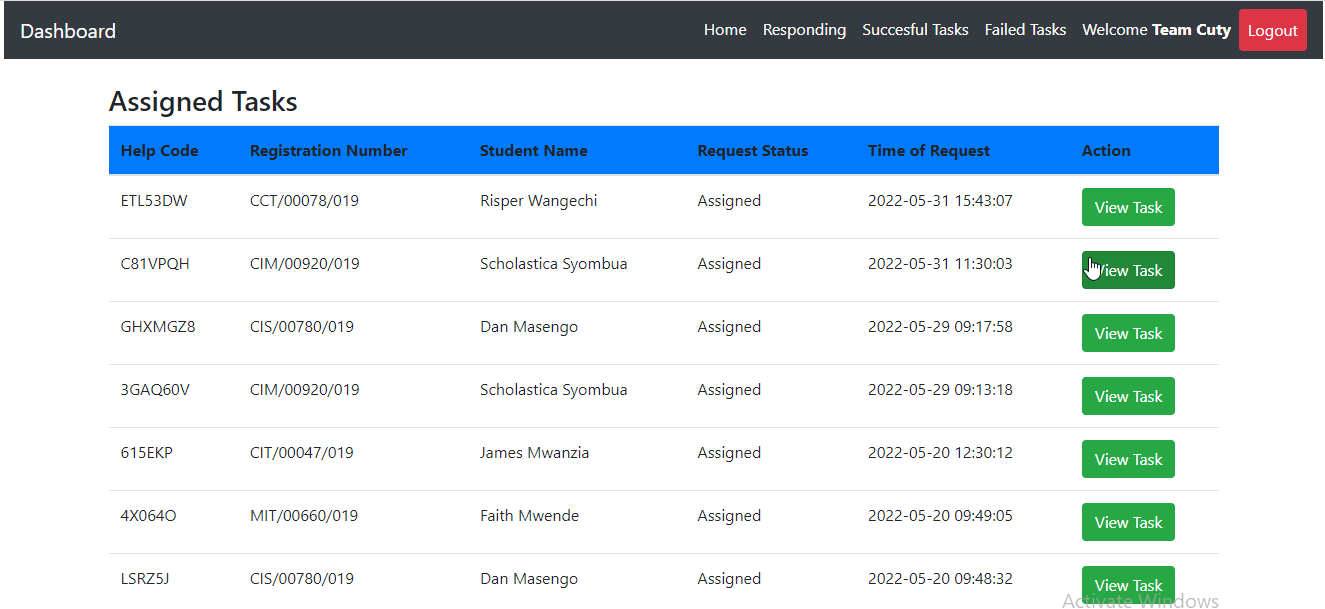 Dashboard Home Responding Succesful Tasks Failed Tasks Welcome Team Cuty Logout
Assigned Tasks
Help Code Registration Number Student Name Request Status Time of Request Action
ETL53DW CCT/00078/019 Risper Wangechi Assigned 2022-05-31 15:43:07 View Task
C81VPQH CIM/00920/019 Scholastica Syombua Assigned 2022-05-31 11:30:03 View Task
GHXMGZ8 CIS/00780/019 Dan Masengo Assigned 2022-05-29 09:17:58 View Task
3GAQ60V CIM/00920/019 Scholastica Syombua Assigned 2022-05-29 09:13:18 View Task
615EKP CIT/00047/019 James Mwanzia Assigned 2022-05-20 12:30:12 View Task
4X064O MIT/00660/019 Faith Mwende Assigned 2022-05-20 09:49:05 View Task
LSRZ5J CIS/00780/019 Dan Masengo Assigned 2022-05-20 09:48:32 View Task
Activate Windows